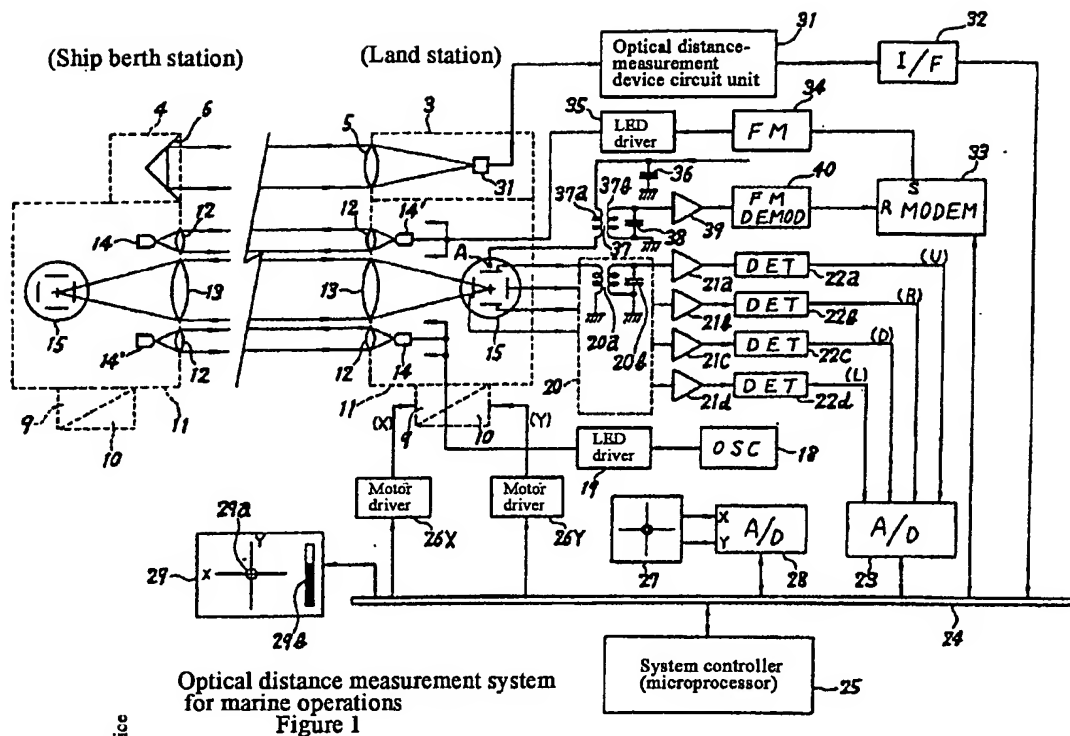 (Ship berth station)
(Land station)
31
Optical distance-
measurement
device circuit unit
32
I/F
4
6
3
35
LED
driver
34
FM
5
31
36
37a
37b
40
FM
DEMOD
33
S
R MODEM
38
39
37
14
12
12
14'
A
(U)
21a
DET
22a
13
13
(R)
21b
DET
22b
15
15
20a
20b
(D)
21c
DET
22c
14'
12
12
14
20
(L)
21d
DET
22d
9
10
11
11
(X)
9
10
(Y)
LED
driver
19
OSC
18
Motor
driver
26X
Motor
driver
26Y
29a
Y
X
29
29b
27
X
Y
A/D
28
A/D
23
24
System controller
(microprocessor)
25
Optical distance measurement system
for marine operations
Figure 1
ice